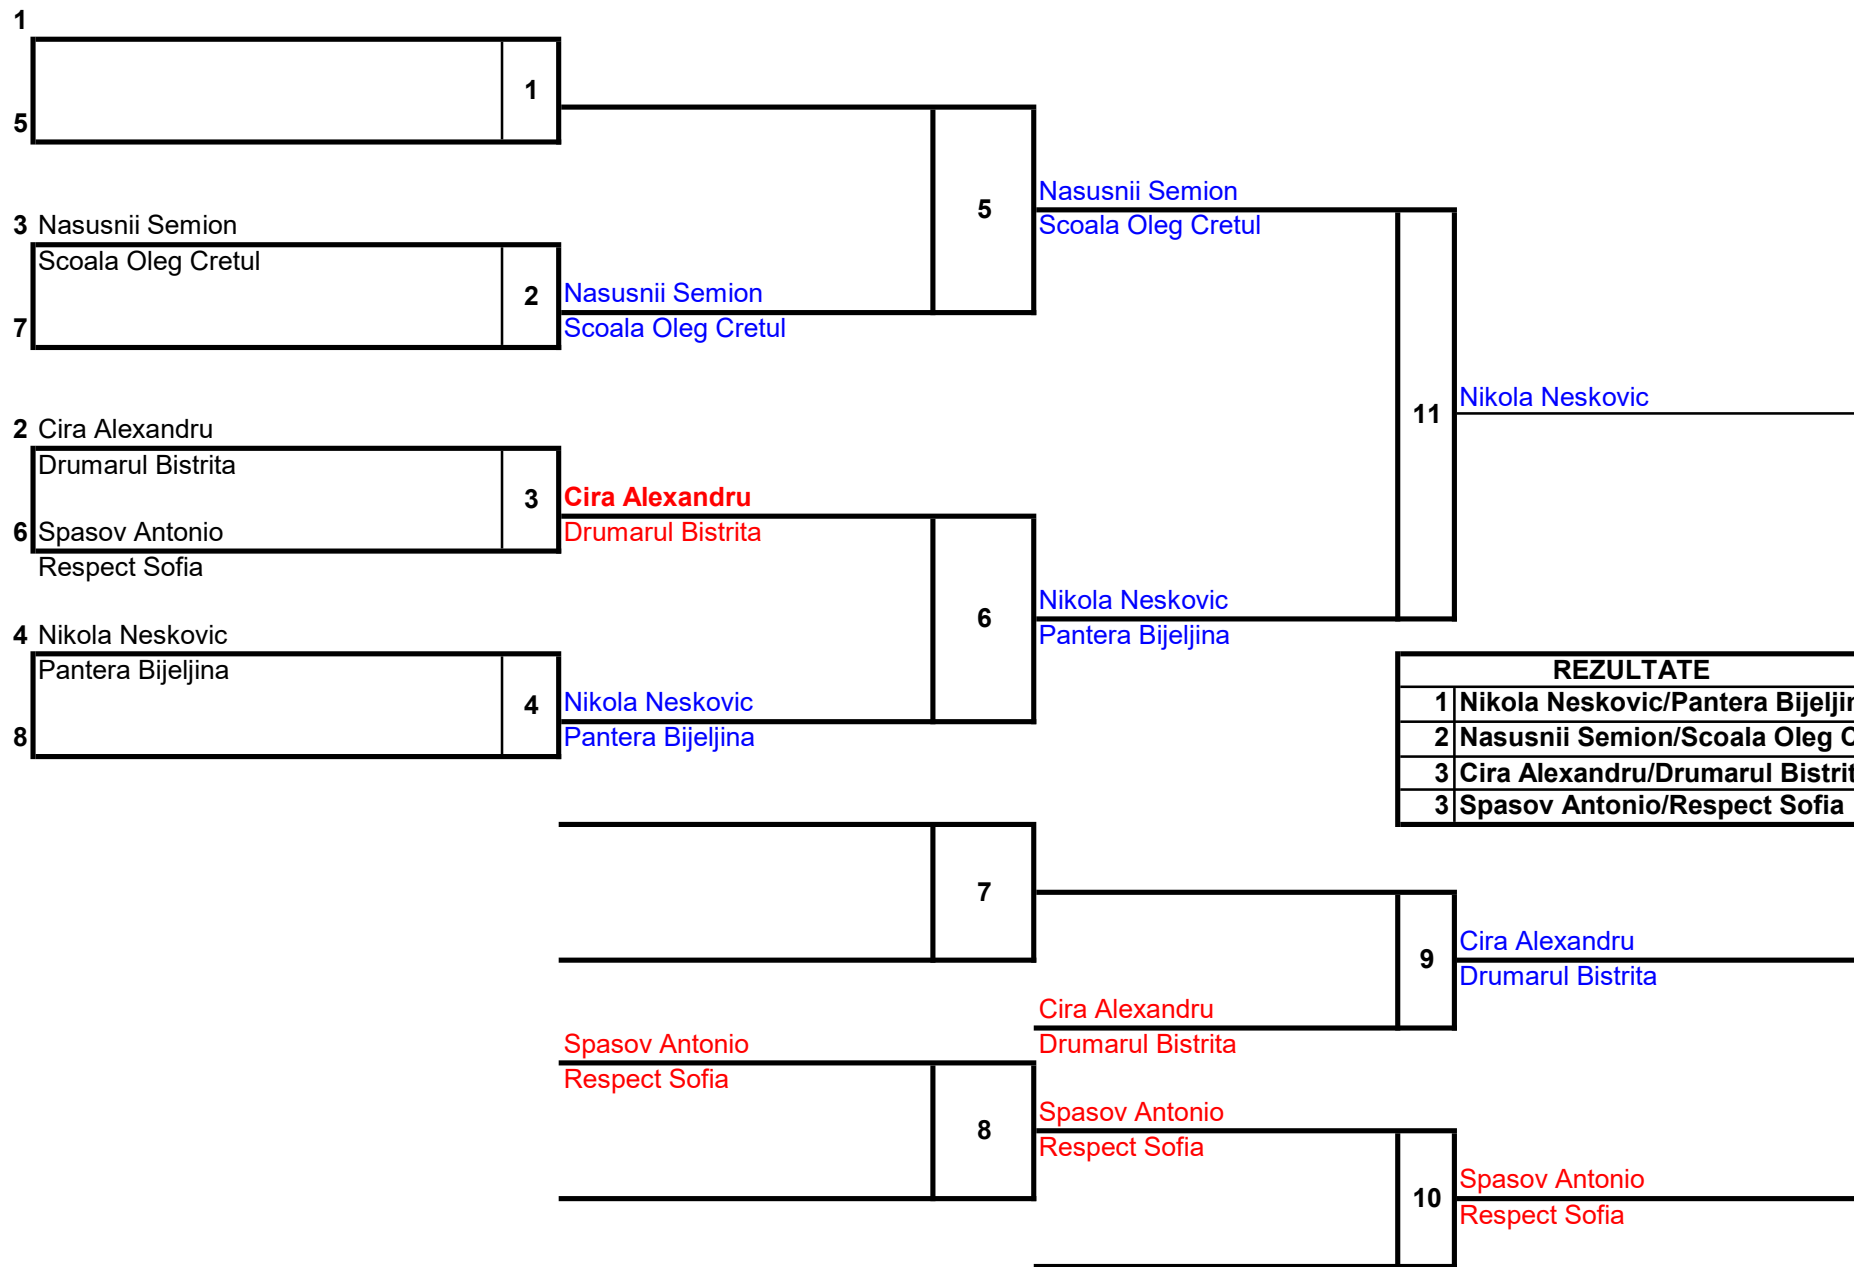 1
1
5
5
Nasusnii Semion
Scoala Oleg Cretul
3 Nasusnii Semion
Scoala Oleg Cretul
2
Nasusnii Semion
Scoala Oleg Cretul
7
11
Nikola Neskovic
2 Cira Alexandru
Drumarul Bistrita
3
Cira Alexandru
Drumarul Bistrita
6 Spasov Antonio
Respect Sofia
6
Nikola Neskovic
Pantera Bijeljina
4 Nikola Neskovic
Pantera Bijeljina
4
Nikola Neskovic
Pantera Bijeljina
8
REZULTATE
1 Nikola Neskovic/Pantera Bijeljin
2 Nasusnii Semion/Scoala Oleg C
3 Cira Alexandru/Drumarul Bistrit
3 Spasov Antonio/Respect Sofia
7
9
Cira Alexandru
Drumarul Bistrita
Cira Alexandru
Drumarul Bistrita
Spasov Antonio
Respect Sofia
8
Spasov Antonio
Respect Sofia
10
Spasov Antonio
Respect Sofia